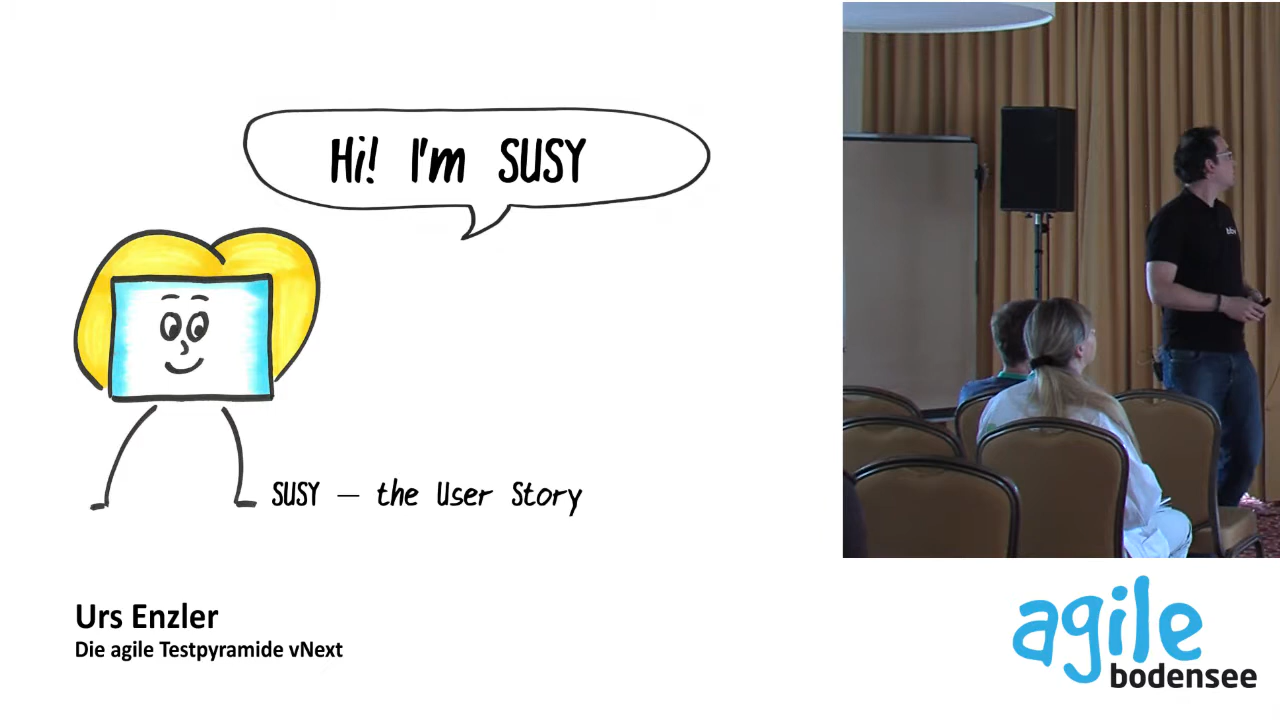 Hi! I'm SUSY
SUSY – the User Story
Urs Enzler
Die agile Testpyramide vNext
agile
bodensee